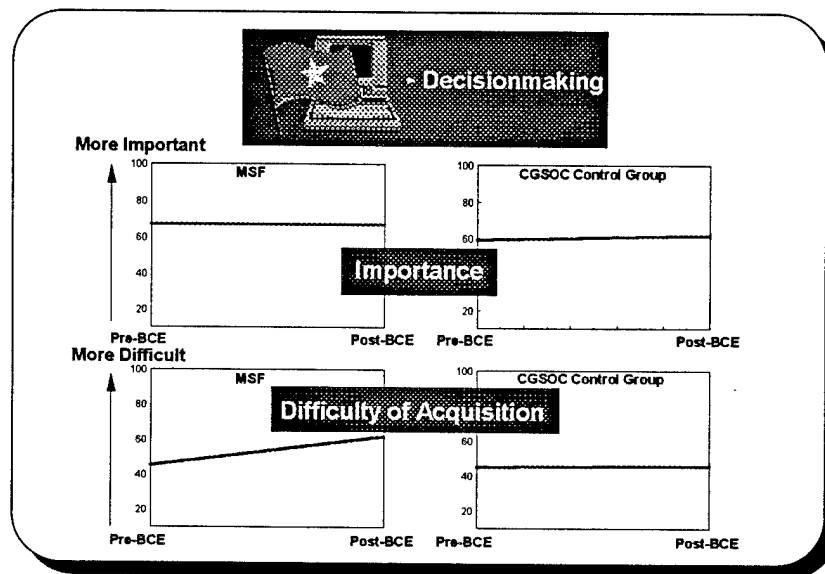 - Decisionmaking
More Important
100
MSF
80
60
40
20
Pre-BCE
Post-BCE
100
CGSOC Control Group
80
60
40
20
Pre-BCE
Post-BCE
Importance
More Difficult
100
MSF
80
60
40
20
Pre-BCE
Post-BCE
100
CGSOC Control Group
60
40
20
Pre-BCE
Post-BCE
Difficulty of Acquisition